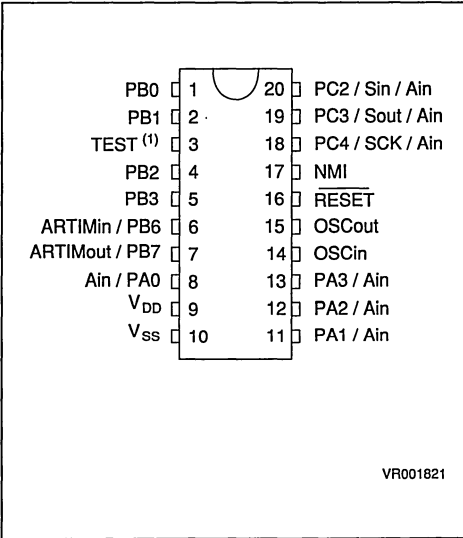 PB0 1 20 PC2 / Sin / Ain
PB1 2 19 PC3 / Sout / Ain
TEST (1) 3 18 PC4 / SCK / Ain
PB2 4 17 NMI
PB3 5 16 RESET
ARTIMin / PB6 6 15 OSCout
ARTIMout / PB7 7 14 OSCin
Ain / PA0 8 13 PA3 / Ain
VDD 9 12 PA2 / Ain
VSS 10 11 PA1 / Ain
VR001821